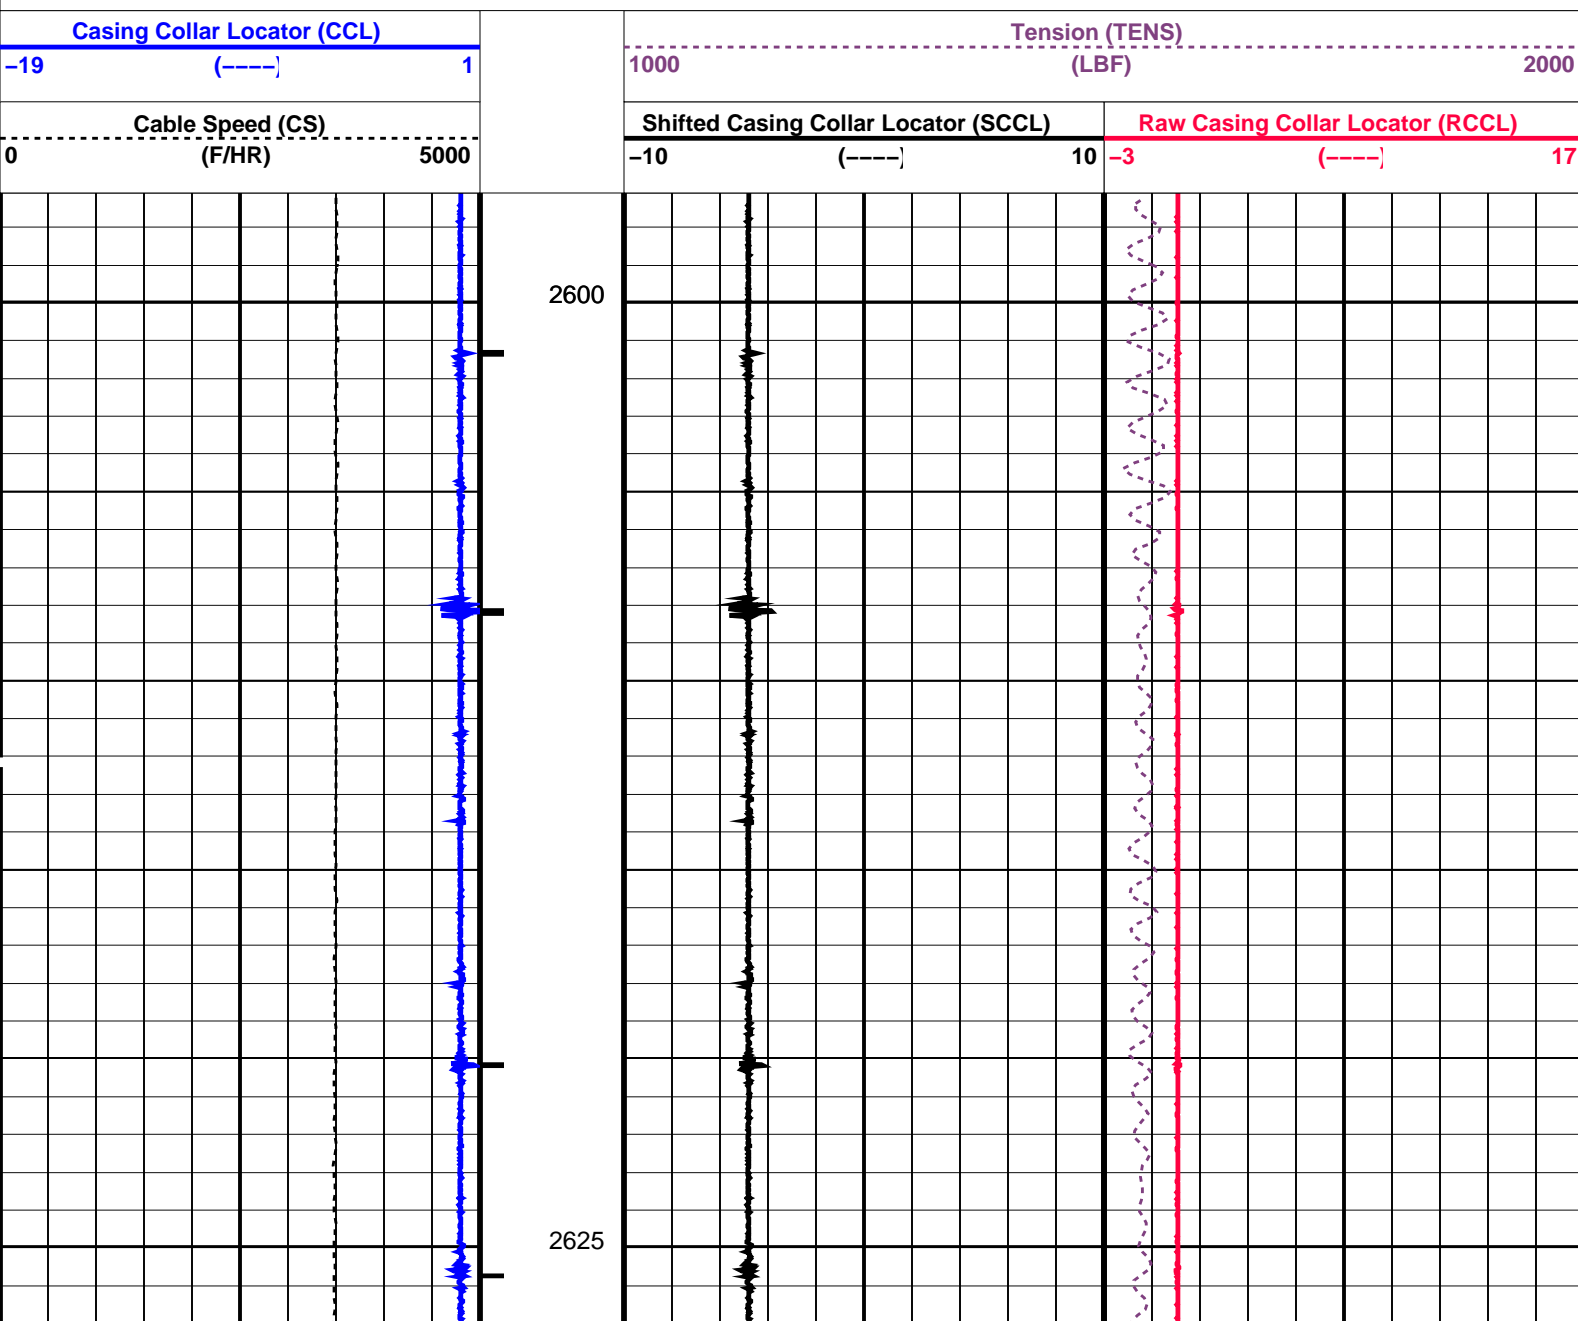 Casing Collar Locator (CCL)
−19 (−−−−) 1
Tension (TENS)
1000 (LBF) 2000
Cable Speed (CS)
0 (F/HR) 5000
Shifted Casing Collar Locator (SCCL)
−10 (−−−−) 10
Raw Casing Collar Locator (RCCL)
−3 (−−−−) 17
2600
2625